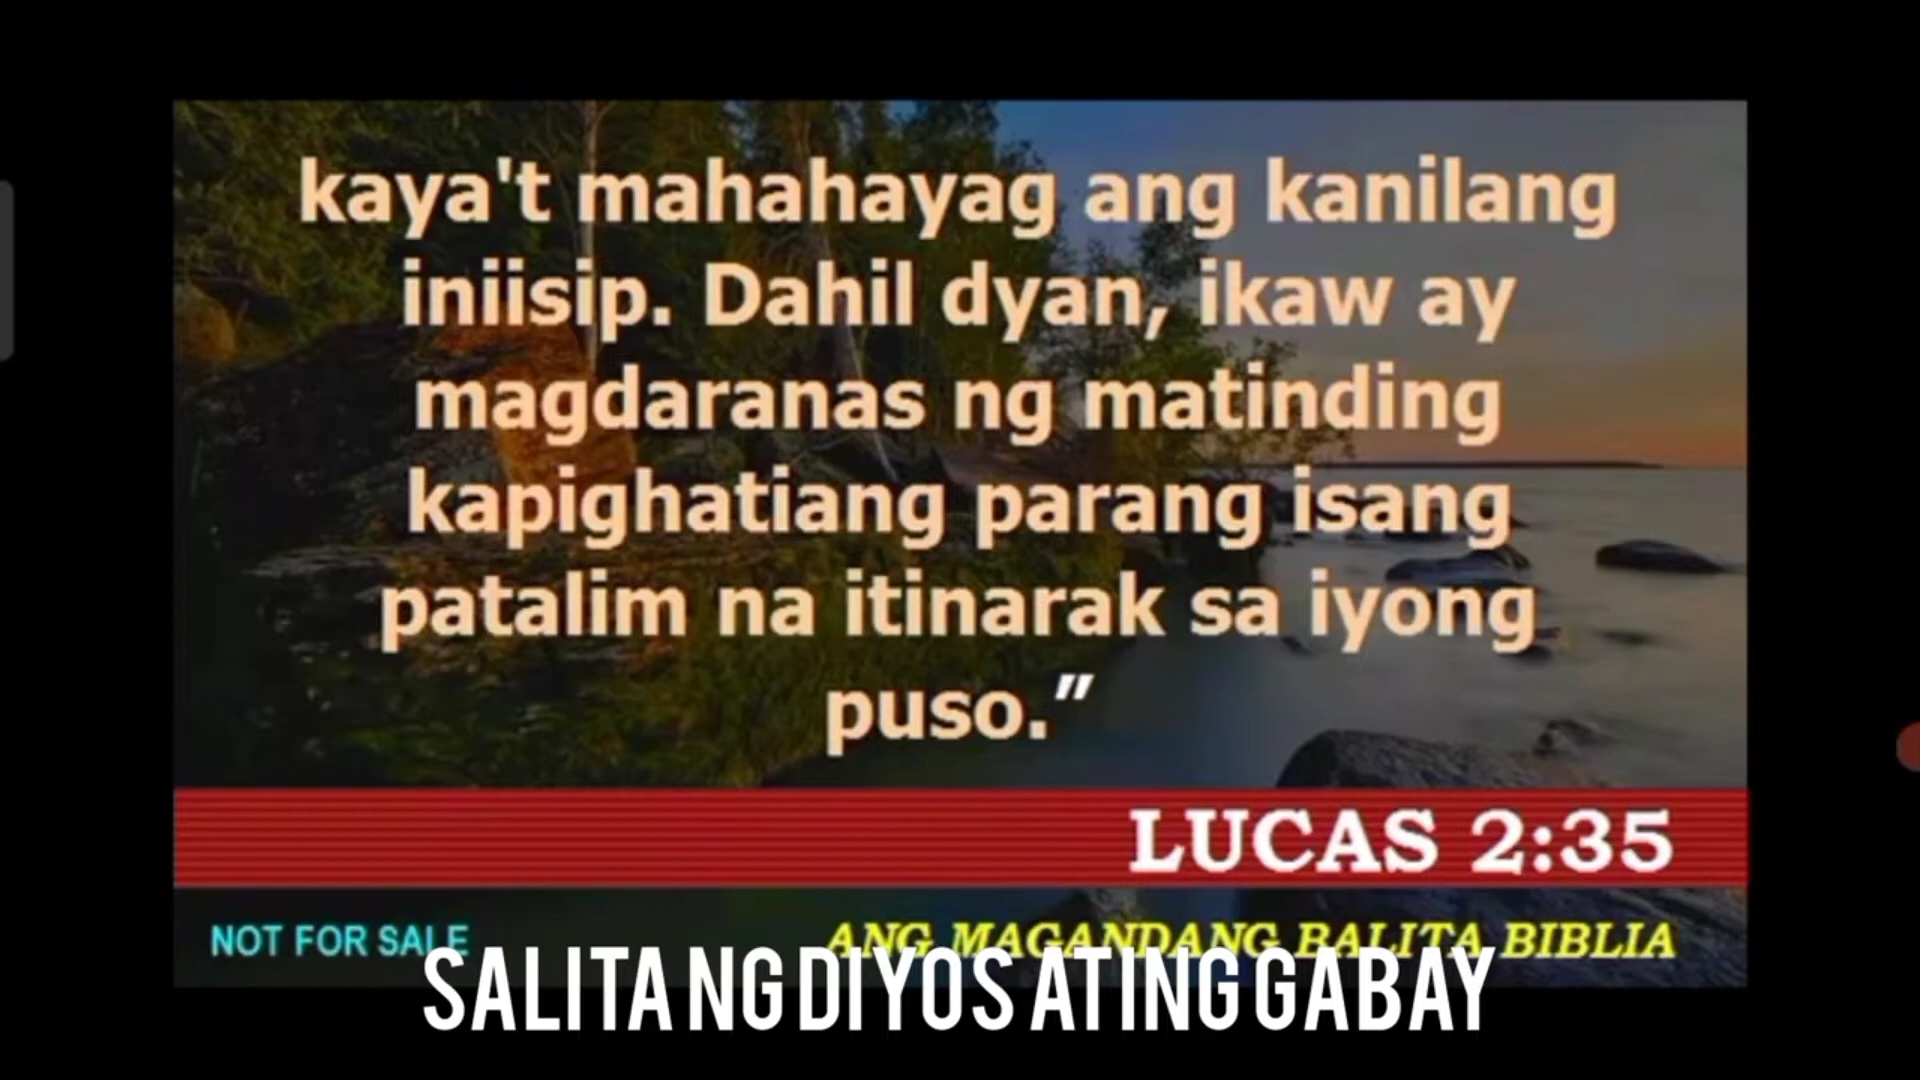 kaya't mahahayag ang kanilang
iniisip. Dahil dyan, ikaw ay
magdaranas ng matinding
kapighatiang parang isang
patalim na itinarak sa iyong
puso.”
LUCAS 2:35
NOT FOR SALE
ANG MAGANDANG BALITA BIBLIA
SALITA NG DIYOS ATING GABAY